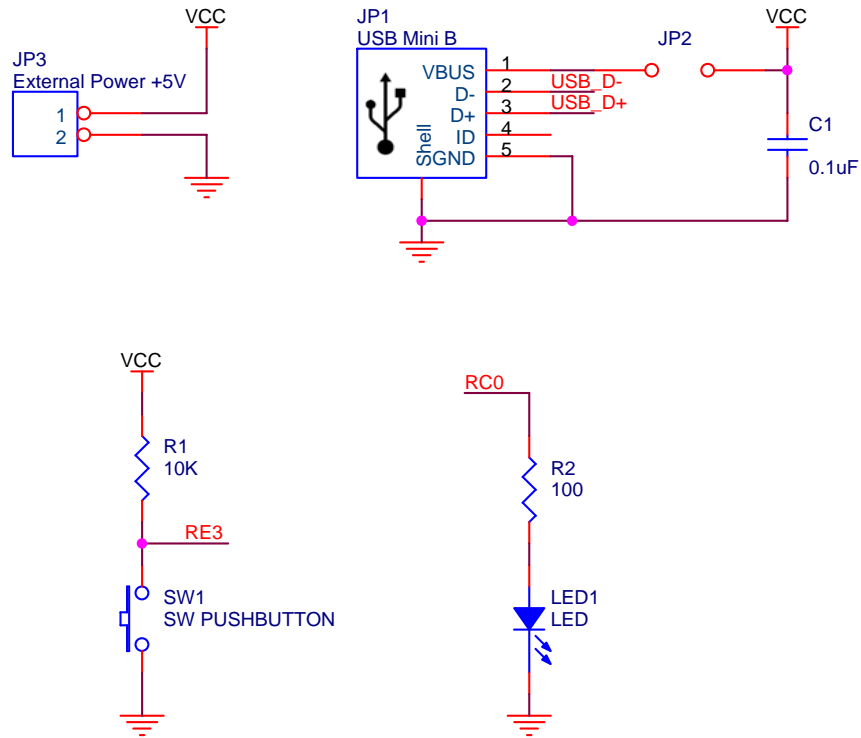 VCC
JP3
External Power +5V
1
2
JP1
USB Mini B
VBUS
D-
D+
ID
GND
Shell
1
2
3
4
5
S
USB_D-
USB_D+
JP2
VCC
C1
0.1uF
VCC
R1
10K
RE3
SW1
SW PUSHBUTTON
RC0
R2
100
LED1
LED